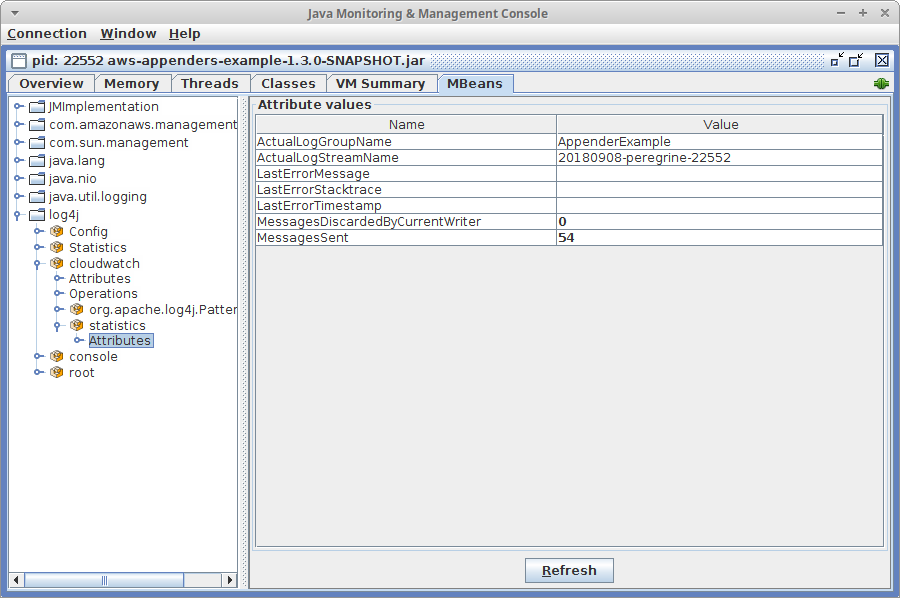 Java Monitoring & Management Console
Connection Window Help
pid: 22552 aws-appenders-example-1.3.0-SNAPSHOT.jar
Overview Memory Threads Classes VM Summary MBeans
JMImplementation
com.amazonaws.management
com.sun.management
java.lang
java.nio
java.util.logging
log4j
Config
Statistics
cloudwatch
Attributes
Operations
org.apache.log4j.Patter
statistics
Attributes
console
root
Attribute values
Name Value
ActualLogGroupName AppenderExample
ActualLogStreamName 20180908-peregrine-22552
LastErrorMessage
LastErrorStacktrace
LastErrorTimestamp
MessagesDiscardedByCurrentWriter 0
MessagesSent 54
Refresh